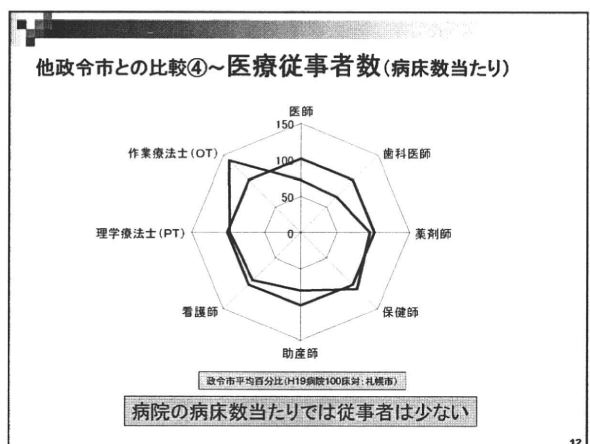 他政令市との比較④～医療従事者数(病床数当たり)
医師
150
作業療法士(OT)
100
歯科医師
50
理学療法士(PT)
0
薬剤師
看護師
保健師
助産師
政令市平均百分比(H19病院100床対:札幌市)
病院の病床数当たりでは従事者は少ない
12